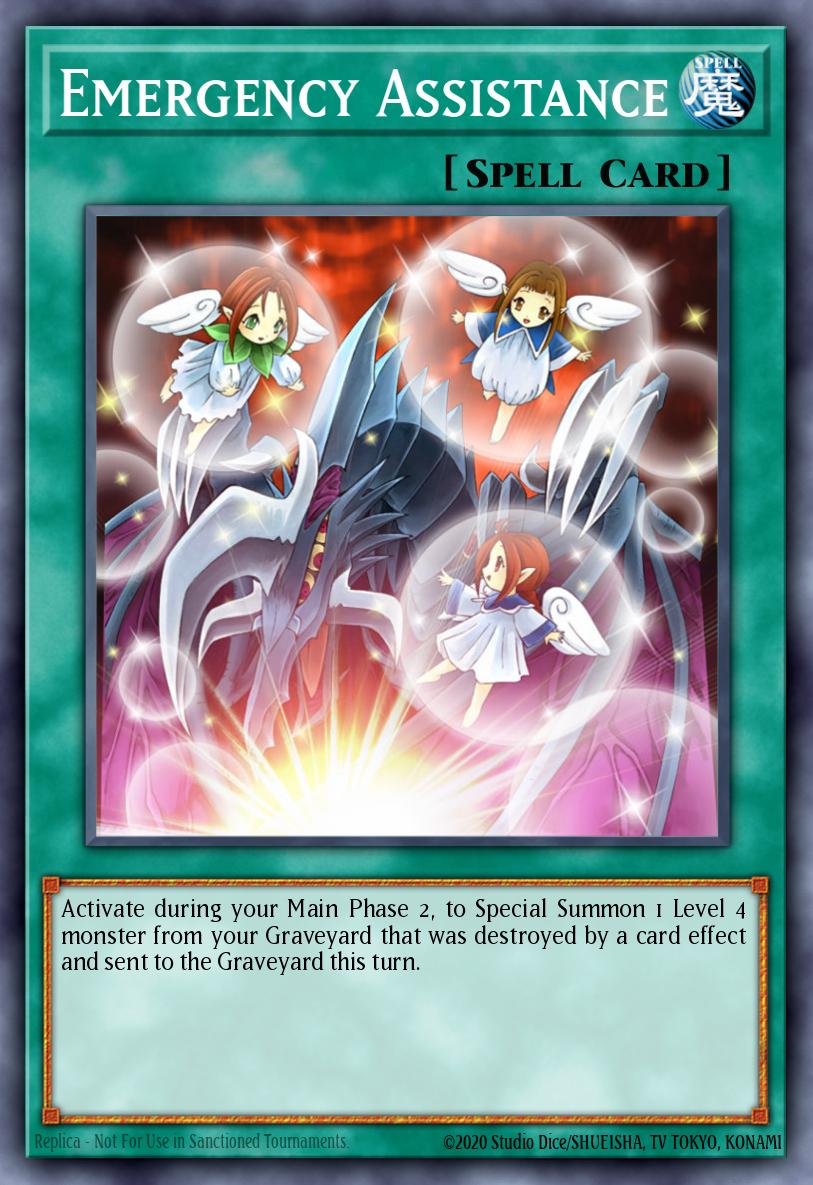 Emergency Assistance
SPELL
魔
[ Spell Card ]
Activate during your Main Phase 2, to Special Summon 1 Level 4
monster from your Graveyard that was destroyed by a card effect
and sent to the Graveyard this turn.
Replica - Not For Use in Sanctioned Tournaments.
©2020 Studio Dice/SHUEISHA, TV TOKYO, KONAMI